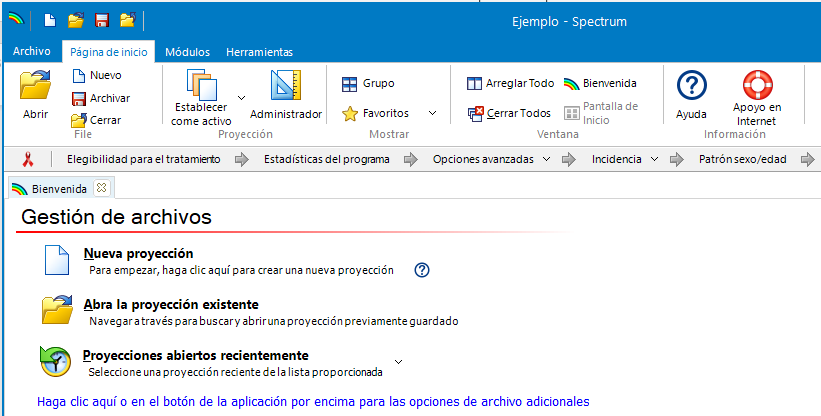 Ejemplo - Spectrum
Archivo Página de inicio Módulos Herramientas
Abrir
Nuevo
Archivar
Cerrar
File
Establecer
como activo
Administrador
Proyección
Grupo
Favoritos
Mostrar
Arreglar Todo
Cerrar Todos
Bienvenida
Pantalla de
Inicio
Ventana
Ayuda
Apoyo en
Internet
Información
Elegibilidad para el tratamiento Estadísticas del programa Opciones avanzadas Incidencia Patrón sexo/edad
Bienvenida
Gestión de archivos
Nueva proyección
Para empezar, haga clic aquí para crear una nueva proyección
Abra la proyección existente
Navegar a través para buscar y abrir una proyección previamente guardado
Proyecciones abiertos recientemente
Seleccione una proyección reciente de la lista proporcionada
Haga clic aquí o en el botón de la aplicación por encima para las opciones de archivo adicionales